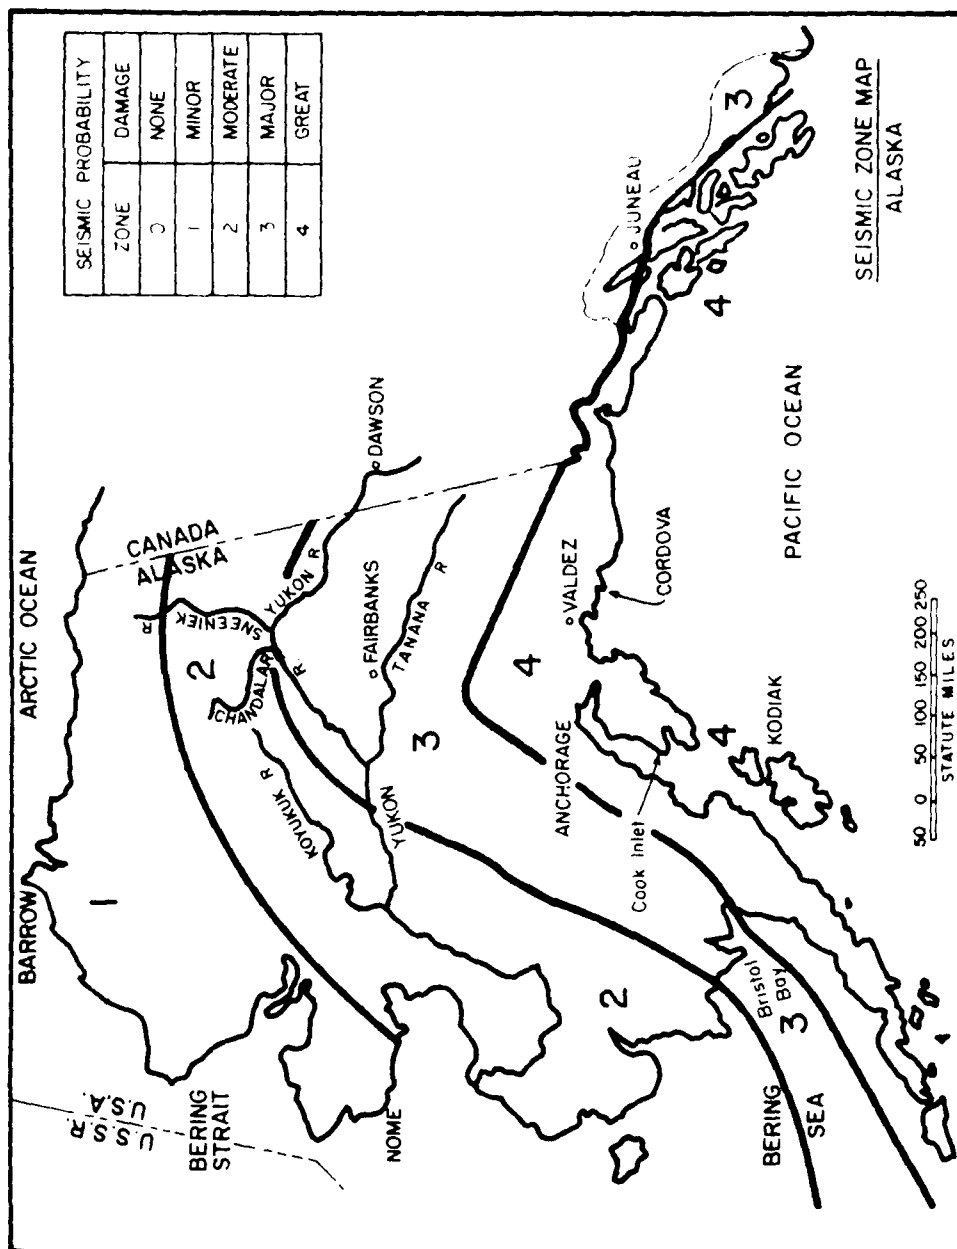 SEISMIC PROBABILITY
ZONE DAMAGE
0 NONE
1 MINOR
2 MODERATE
3 MAJOR
4 GREAT
ARCTIC OCEAN
BARROW
U.S.S.R.
U.S.A.
BERING
STRAIT
NOME
CANADA
ALASKA
1
2
R
SNEENIEK
CHANDALAR
R
YUKON R
DAWSON
KOYUKUK R
FAIRBANKS
TANANA R
YUKON
3
2
4
VALDEZ
CORDOVA
ANCHORAGE
Cook Inlet
4
KODIAK
Bristol
Bay
3
BERING
SEA
JUNEAU
3
4
PACIFIC OCEAN
50 0 50 100 150 200 250
STATUTE MILES
SEISMIC ZONE MAP
ALASKA